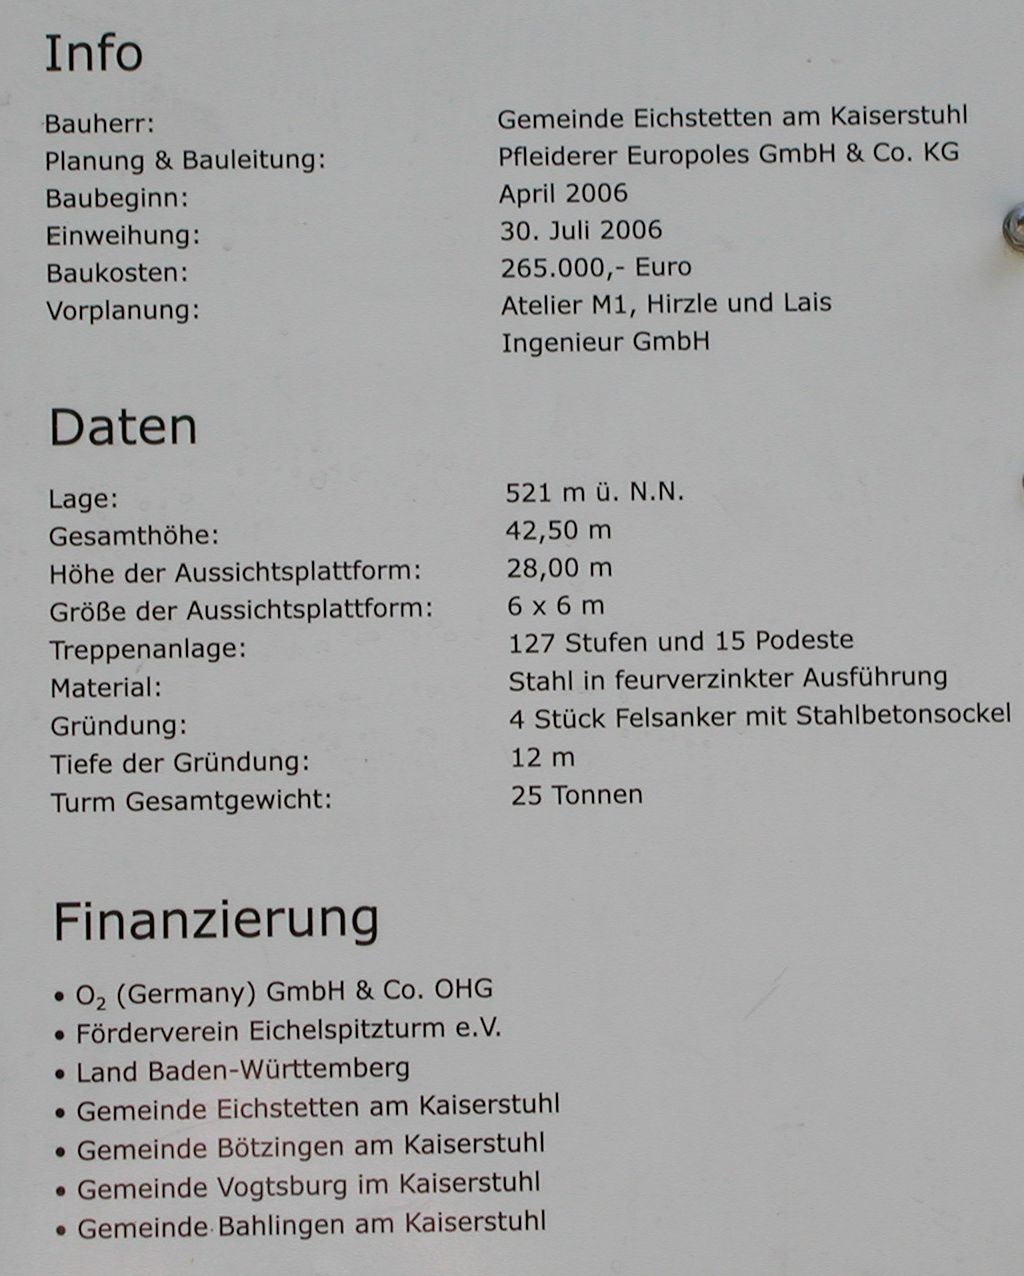 Info
Bauherr: Gemeinde Eichstetten am Kaiserstuhl
Planung & Bauleitung: Pfleiderer Europoles GmbH & Co. KG
Baubeginn: April 2006
Einweihung: 30. Juli 2006
Baukosten: 265.000,- Euro
Vorplanung: Atelier M1, Hirzle und Lais
Ingenieur GmbH
Daten
Lage: 521 m ü. N.N.
Gesamthöhe: 42,50 m
Höhe der Aussichtsplattform: 28,00 m
Größe der Aussichtsplattform: 6 x 6 m
Treppenanlage: 127 Stufen und 15 Podeste
Material: Stahl in feurverzinkter Ausführung
Gründung: 4 Stück Felsanker mit Stahlbetonsockel
Tiefe der Gründung: 12 m
Turm Gesamtgewicht: 25 Tonnen
Finanzierung
• O₂ (Germany) GmbH & Co. OHG
• Förderverein Eichelspitzturm e.V.
• Land Baden-Württemberg
• Gemeinde Eichstetten am Kaiserstuhl
• Gemeinde Bötzingen am Kaiserstuhl
• Gemeinde Vogtsburg im Kaiserstuhl
• Gemeinde Bahlingen am Kaiserstuhl